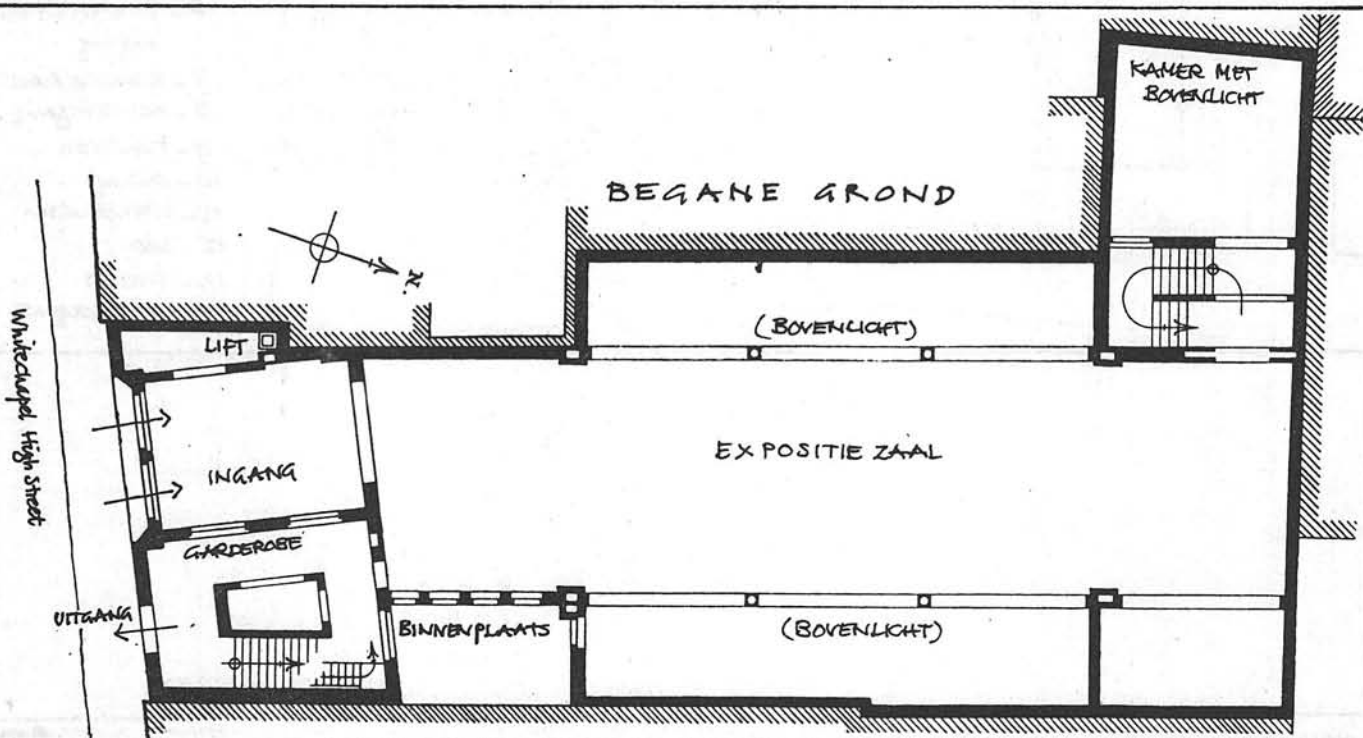 KAMER MET
BOVENLICHT
BEGANE GROND
N.
(BOVENLICHT)
LIFT
Whitechapel High Street
EXPOSITIE ZAAL
INGANG
GARDEROBE
UITGANG
BINNENPLAATS
(BOVENLICHT)